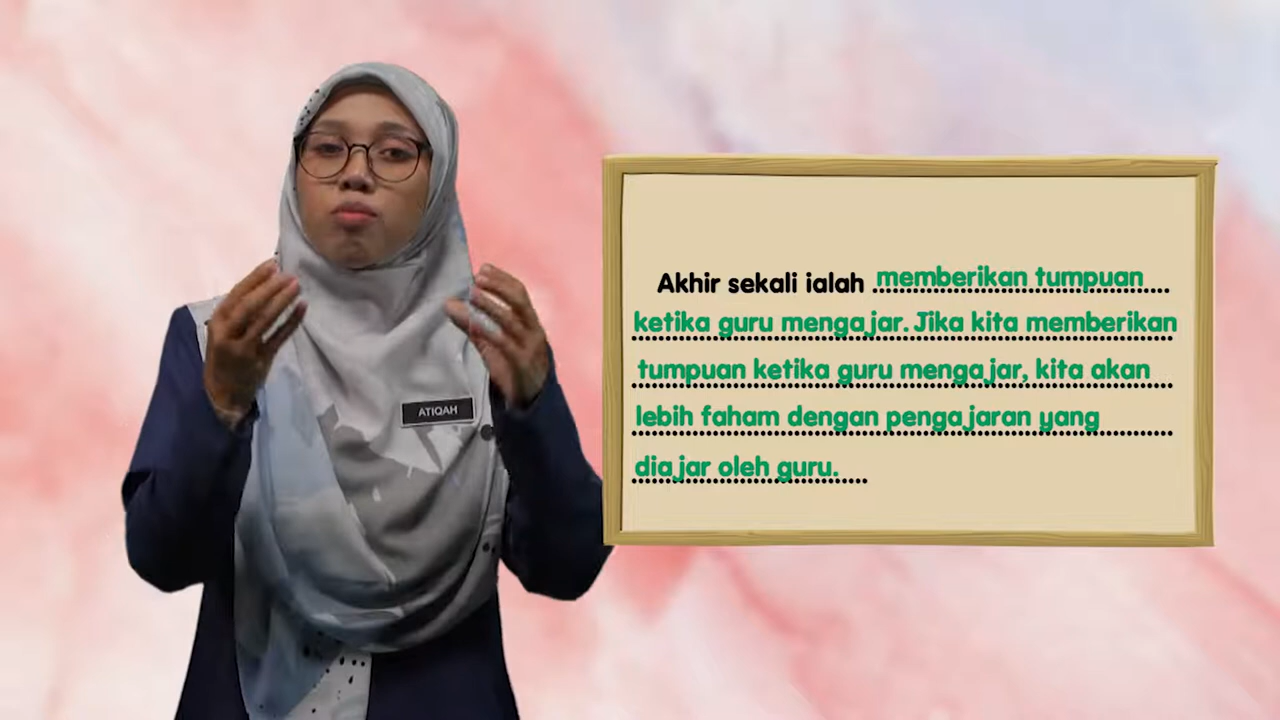 ATIQAH
Akhir sekali ialah memberikan tumpuan
ketika guru mengajar. Jika kita memberikan
tumpuan ketika guru mengajar, kita akan
lebih faham dengan pengajaran yang
diajar oleh guru.